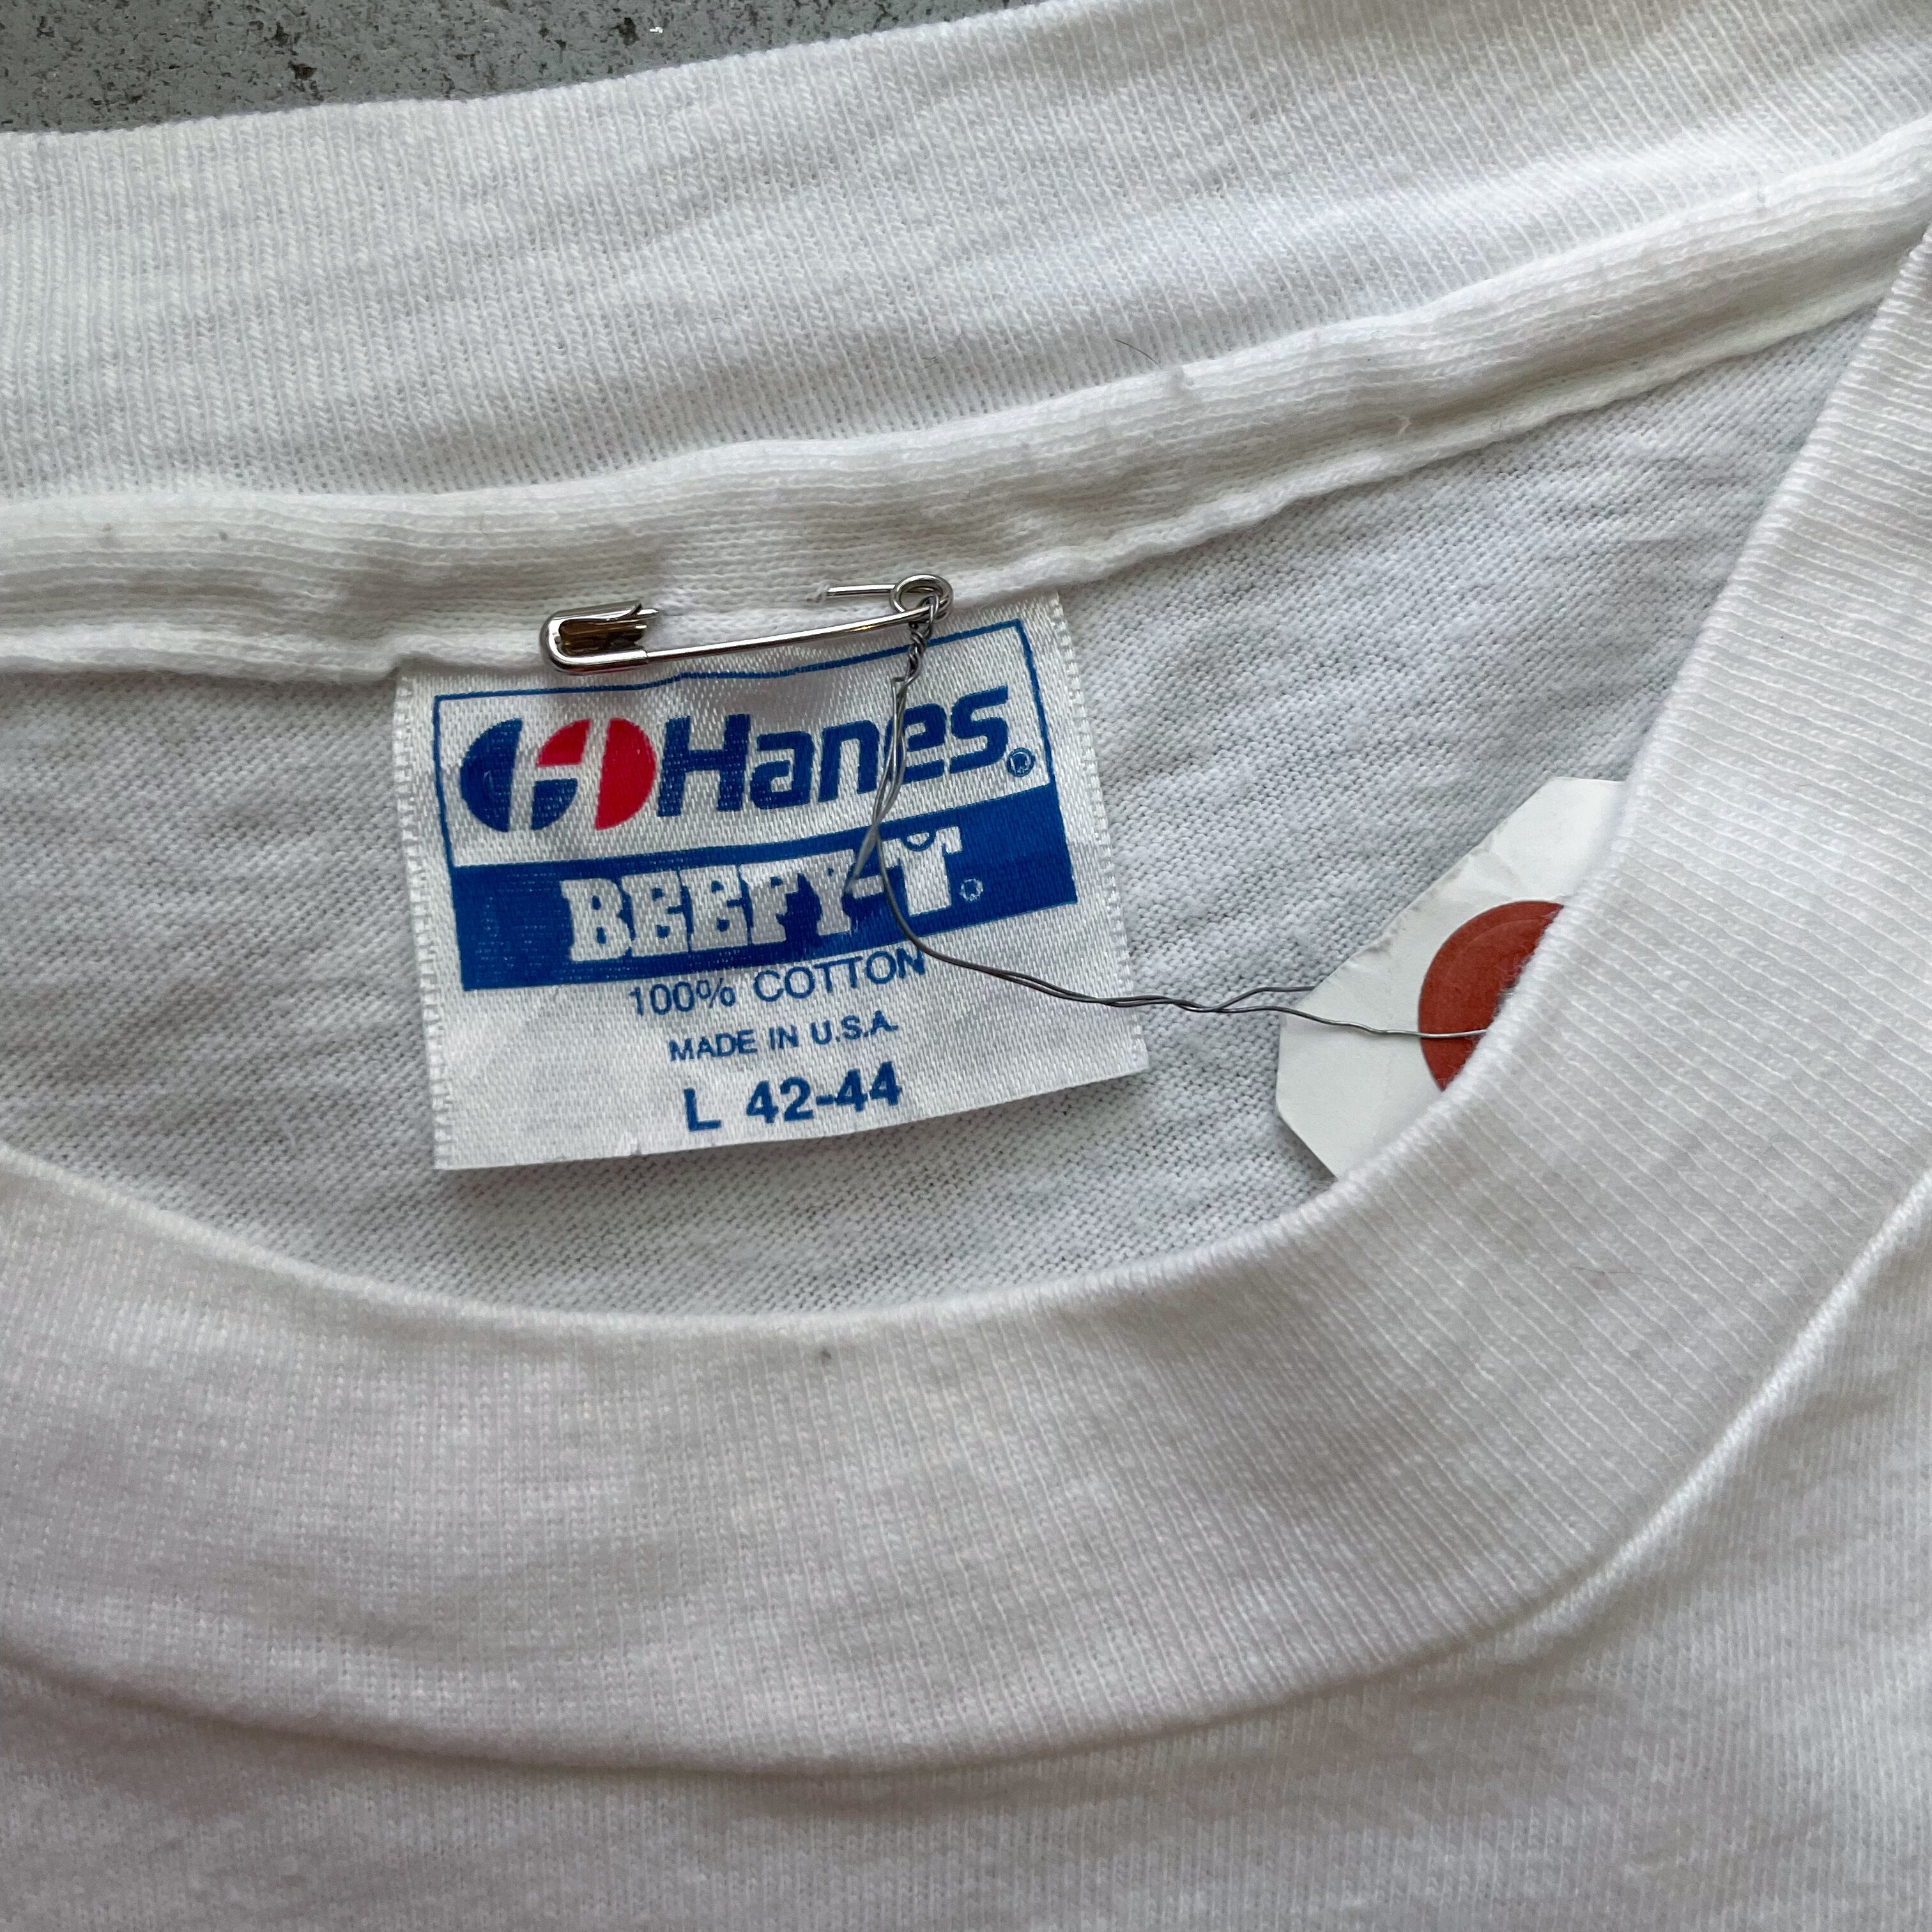 Hanes®
BEEFY-T®
100% COTTON
MADE IN U.S.A.
L 42-44